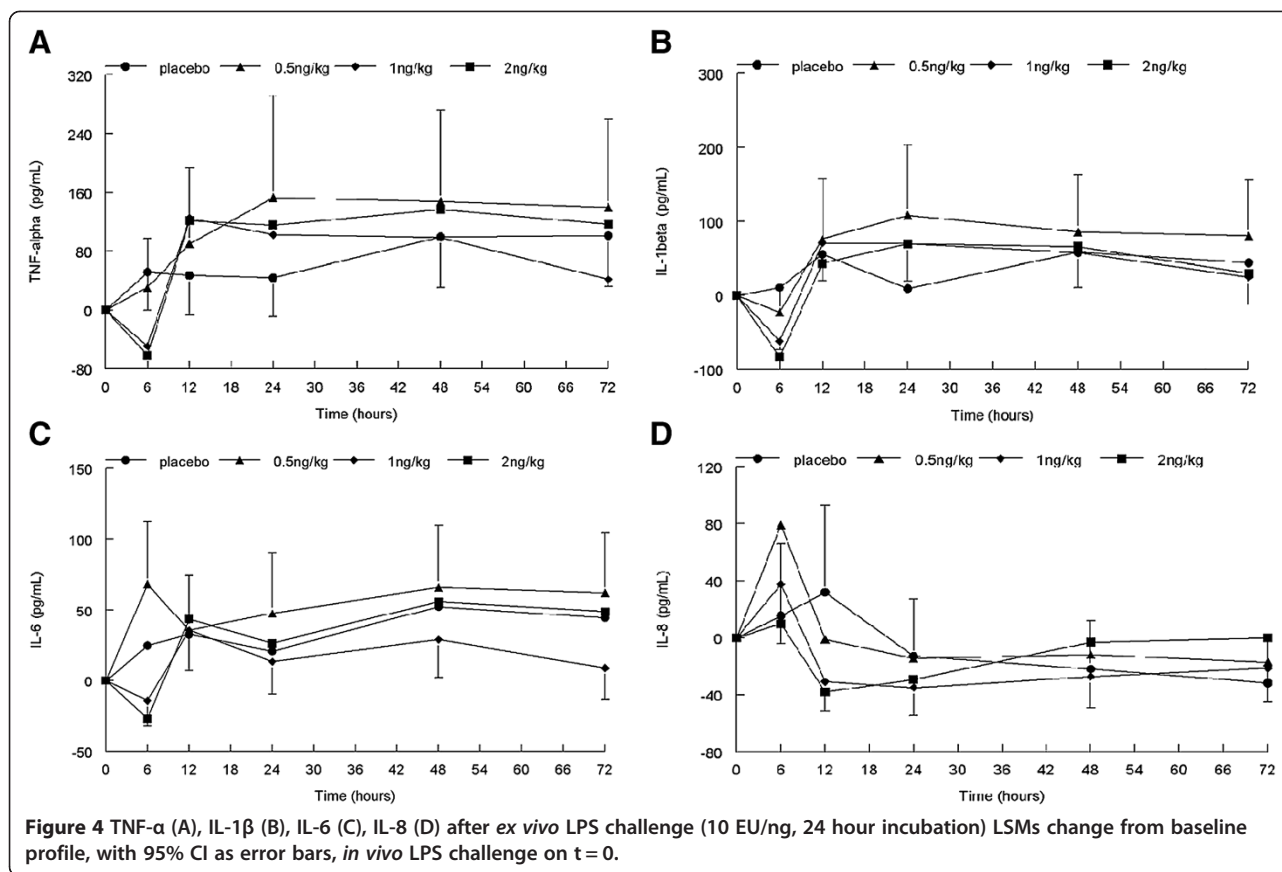 A
placebo 0.5ng/kg 1ng/kg 2ng/kg
320
240
160
80
0
-80
TNF-alpha (pg/mL)
0 6 12 18 24 30 36 42 48 54 60 66 72
Time (hours)
B
placebo 0.5ng/kg 1ng/kg 2ng/kg
300
200
100
0
-100
IL-1beta (pg/mL)
0 6 12 18 24 30 36 42 48 54 60 66 72
Time (hours)
C
placebo 0.5ng/kg 1ng/kg 2ng/kg
150
100
50
0
-50
IL-6 (pg/mL)
0 6 12 18 24 30 36 42 48 54 60 66 72
Time (hours)
D
placebo 0.5ng/kg 1ng/kg 2ng/kg
120
80
40
0
-40
-80
IL-8 (pg/mL)
0 6 12 18 24 30 36 42 48 54 60 66 72
Time (hours)
Figure 4 TNF-α (A), IL-1β (B), IL-6 (C), IL-8 (D) after ex vivo LPS challenge (10 EU/ng, 24 hour incubation) LSMs change from baseline
profile, with 95% CI as error bars, in vivo LPS challenge on t = 0.